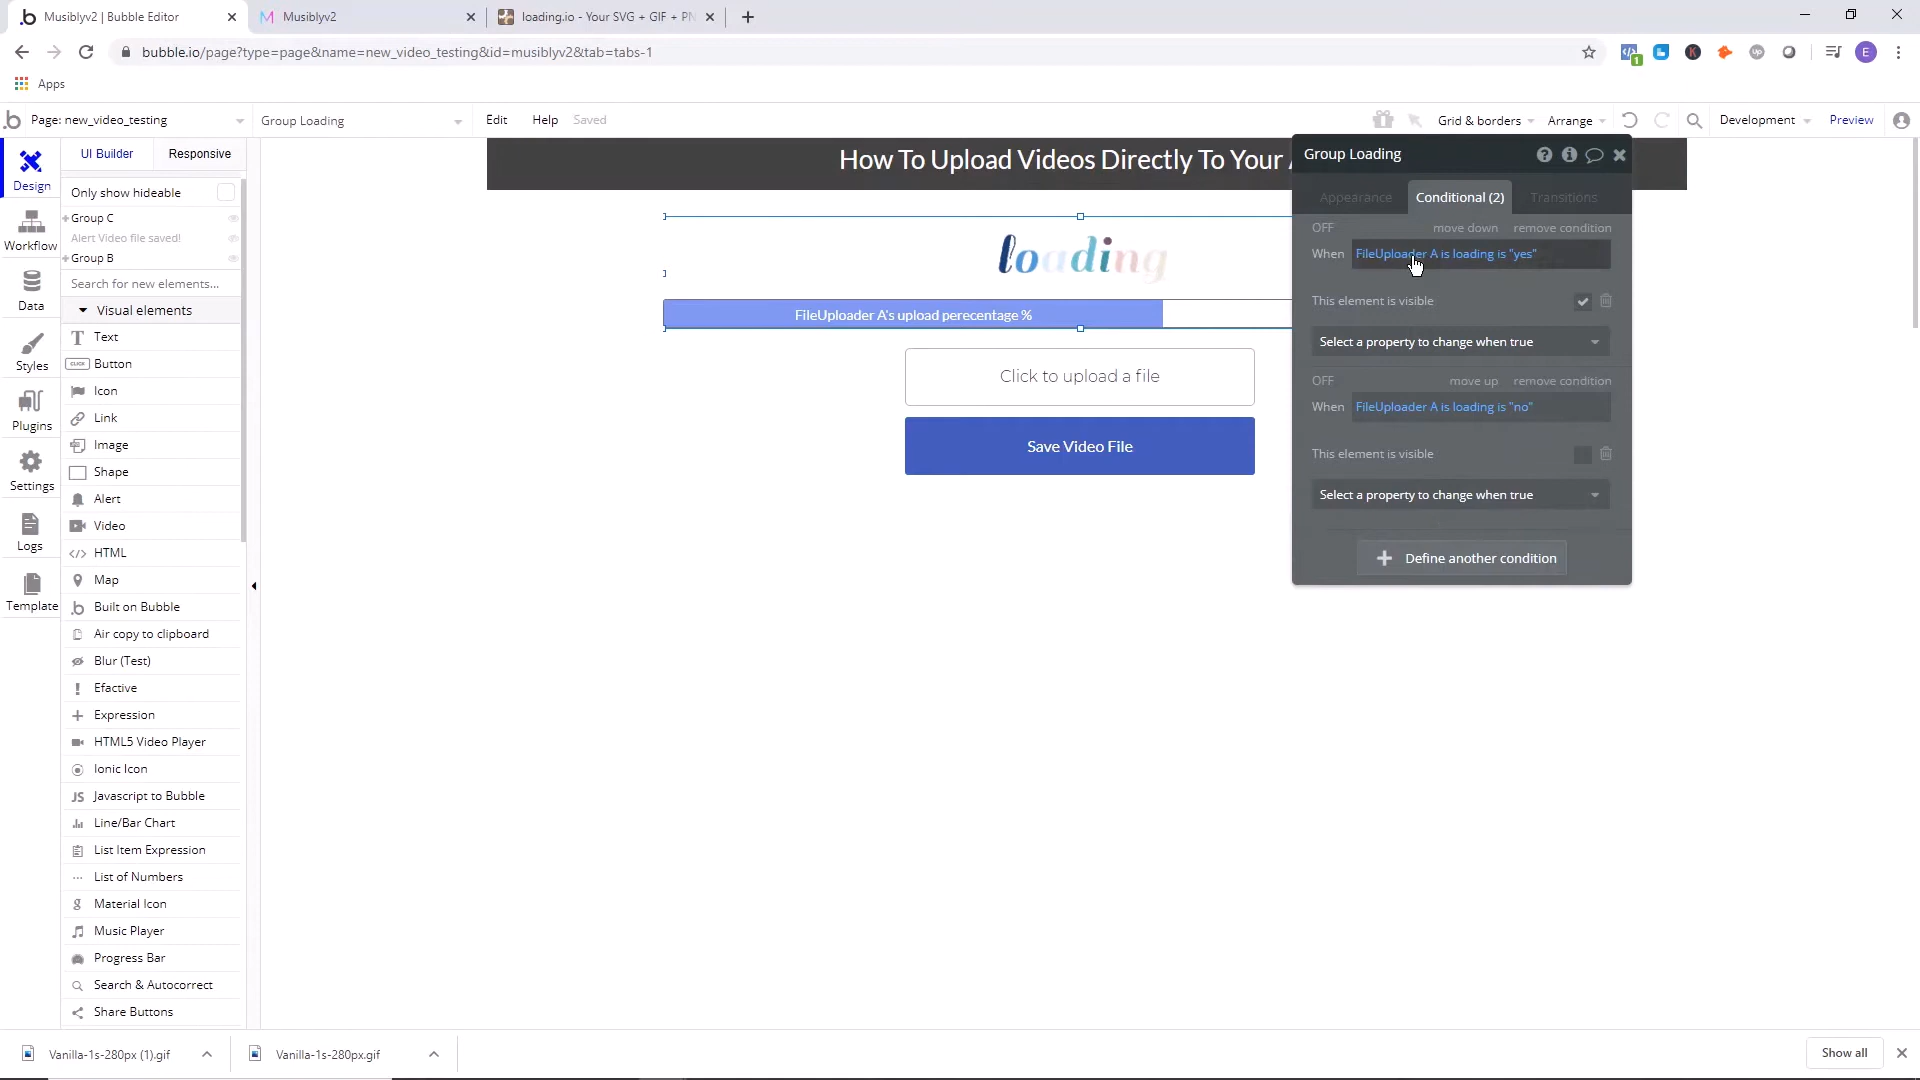 Musiblyv2 | Bubble Editor
Musiblyv2
loading.io - Your SVG + GIF + PN
bubble.io/page?type=page&name=new_video_testing&id=musiblyv2&tab=tabs-1
1
E
Apps
Page: new_video_testing
Group Loading
Edit
Help
Saved
Grid & borders
Arrange
Development
Preview
Design
Workflow
Data
Styles
Plugins
Settings
Logs
Template
UI Builder
Responsive
Only show hideable
Group C
Alert Video file saved!
Group B
Search for new elements...
Visual elements
Text
CLICK Button
Icon
Link
Image
Shape
Alert
Video
HTML
Map
Built on Bubble
Air copy to clipboard
Blur (Test)
Efactive
Expression
HTML5 Video Player
Ionic Icon
JS Javascript to Bubble
Line/Bar Chart
List Item Expression
List of Numbers
Material Icon
Music Player
Progress Bar
Search & Autocorrect
Share Buttons
How To Upload Videos Directly To Your A
loading
FileUploader A's upload perecentage %
Click to upload a file
Save Video File
Group Loading
Appearance
Conditional (2)
Transitions
OFF
move down
remove condition
When
FileUploader A is loading is "yes"
This element is visible
Select a property to change when true
OFF
move up
remove condition
When
FileUploader A is loading is "no"
This element is visible
Select a property to change when true
Define another condition
Vanilla-1s-280px (1).gif
Vanilla-1s-280px.gif
Show all